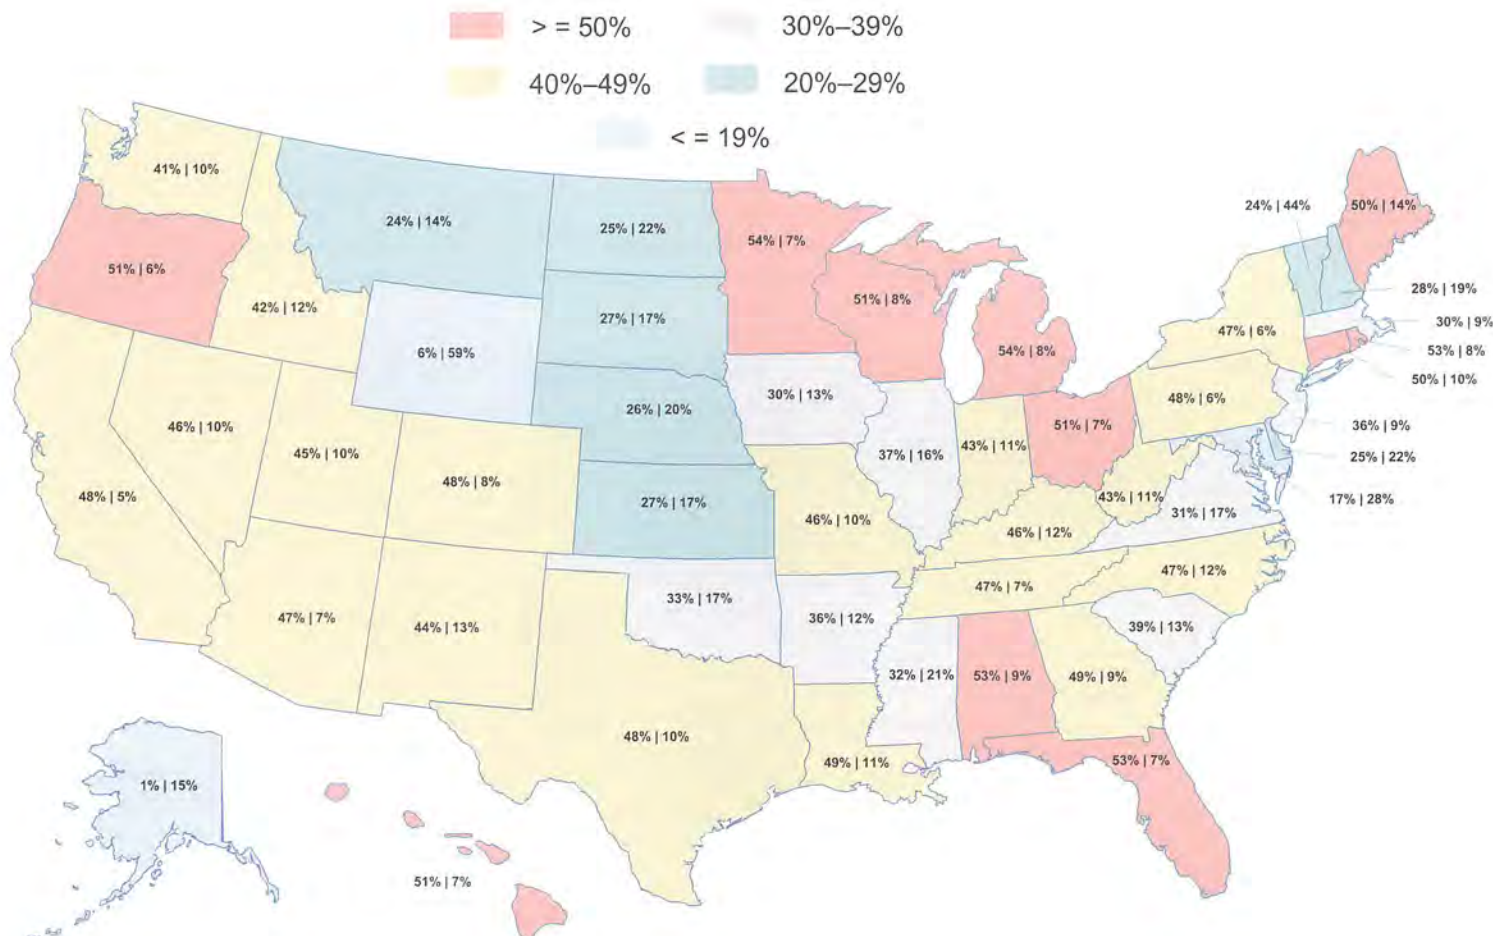 > = 50%
30%–39%
40%–49%
20%–29%
< = 19%
41% | 10%
24% | 14%
25% | 22%
54% | 7%
24% | 44%
50% | 14%
51% | 6%
42% | 12%
6% | 59%
27% | 17%
51% | 8%
54% | 8%
47% | 6%
28% | 19%
30% | 9%
53% | 8%
50% | 10%
46% | 10%
45% | 10%
48% | 8%
26% | 20%
30% | 13%
37% | 16%
43% | 11%
51% | 7%
48% | 6%
36% | 9%
25% | 22%
17% | 28%
48% | 5%
27% | 17%
46% | 10%
46% | 12%
43% | 11%
31% | 17%
47% | 7%
44% | 13%
33% | 17%
36% | 12%
47% | 7%
47% | 12%
39% | 13%
32% | 21%
53% | 9%
49% | 9%
48% | 10%
49% | 11%
53% | 7%
1% | 15%
51% | 7%